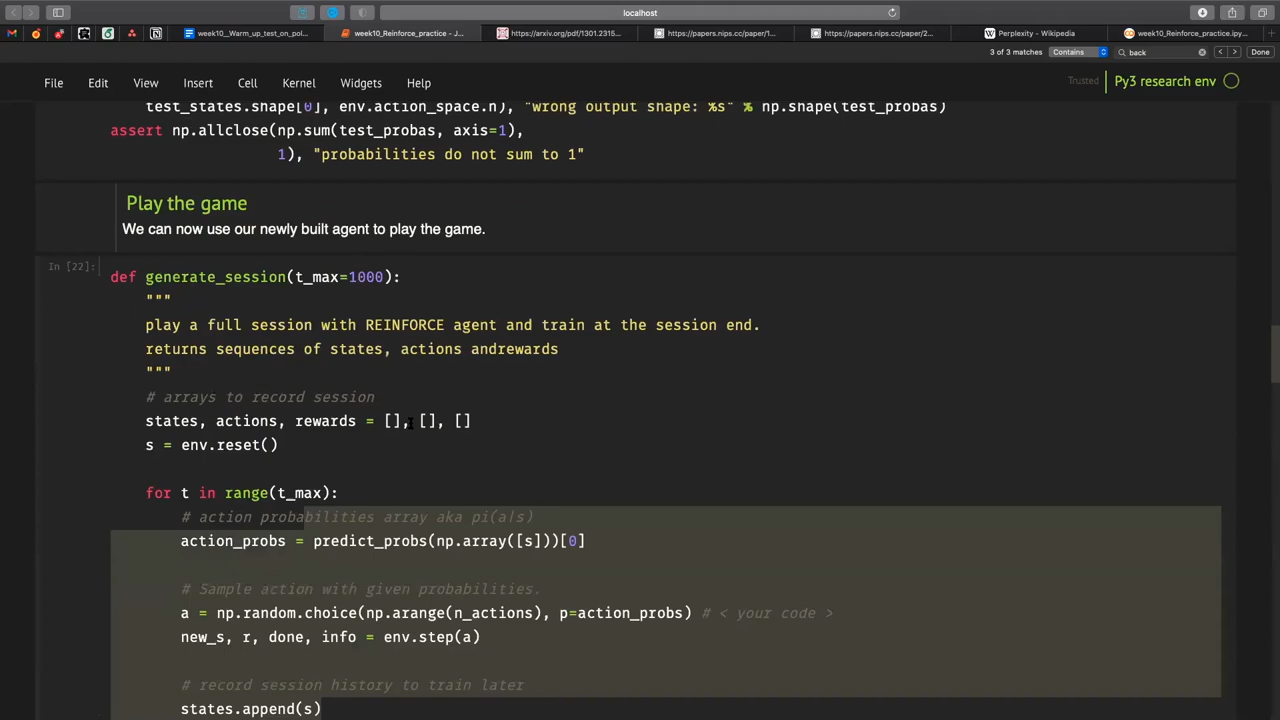 localhost
week10__Warm_up_test_on_pol...
week10_Reinforce_practice - J...
https://arxiv.org/pdf/1301.2315...
https://papers.nips.cc/paper/1...
https://papers.nips.cc/paper/2...
Perplexity - Wikipedia
week10_Reinforce_practice.ipy...
3 of 3 matches
Contains
back
Done
File Edit View Insert Cell Kernel Widgets Help
Trusted
Py3 research env
test_states.shape[0], env.action_space.n), "wrong output shape: %s" % np.shape(test_probas)
assert np.allclose(np.sum(test_probas, axis=1),
1), "probabilities do not sum to 1"
Play the game
We can now use our newly built agent to play the game.
In [22]:
def generate_session(t_max=1000):
"""
play a full session with REINFORCE agent and train at the session end.
returns sequences of states, actions andrewards
"""
# arrays to record session
states, actions, rewards = [], [], []
s = env.reset()
for t in range(t_max):
# action probabilities array aka pi(a|s)
action_probs = predict_probs(np.array([s]))[0]
# Sample action with given probabilities.
a = np.random.choice(np.arange(n_actions), p=action_probs) # < your code >
new_s, r, done, info = env.step(a)
# record session history to train later
states.append(s)